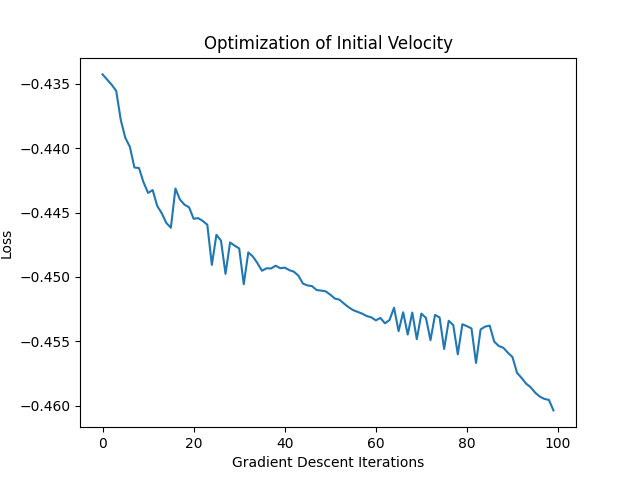 Optimization of Initial Velocity
−0.435
−0.440
−0.445
−0.450
−0.455
−0.460
Loss
0 20 40 60 80 100
Gradient Descent Iterations